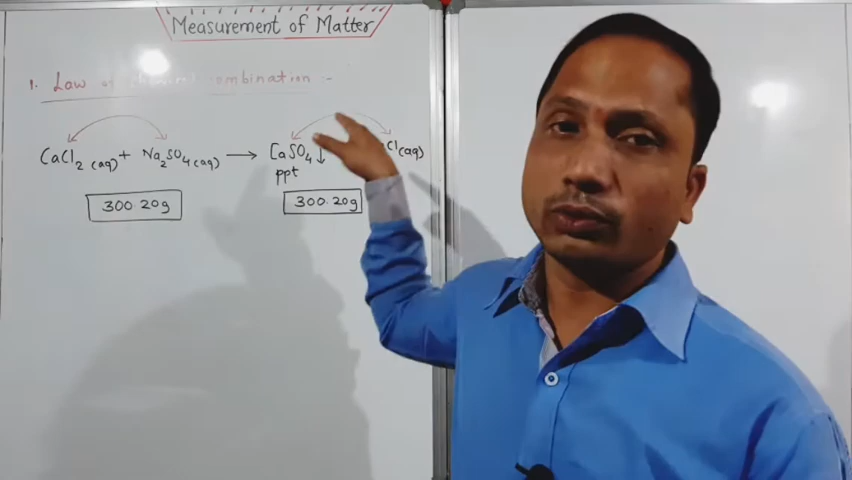 Measurement of Matter
1. Law of chemical combination :-
CaCl2 (aq) + Na2SO4 (aq) → CaSO4↓ Cl (aq)
ppt
300.20g 300.20g